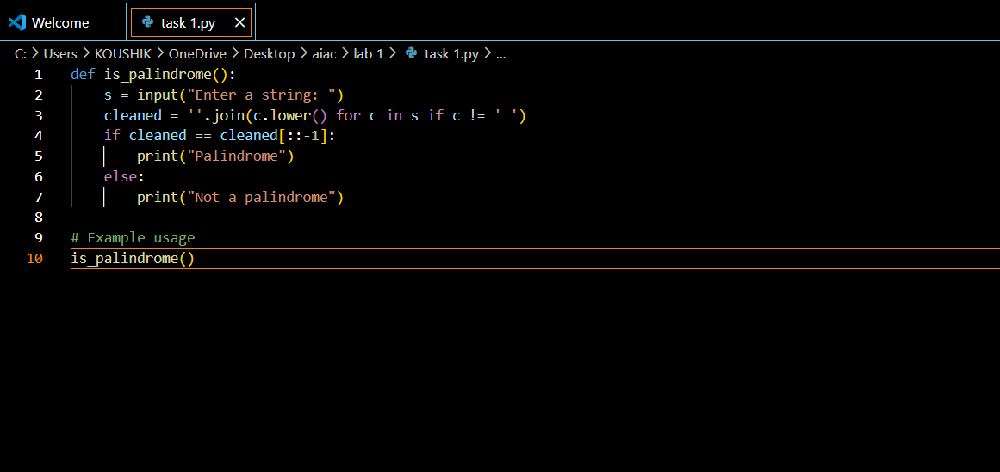 Welcome
task 1.py
C: > Users > KOUSHIK > OneDrive > Desktop > aiac > lab 1 > task 1.py > ...
1 def is_palindrome():
2     s = input("Enter a string: ")
3     cleaned = ''.join(c.lower() for c in s if c != ' ')
4     if cleaned == cleaned[::-1]:
5         print("Palindrome")
6     else:
7         print("Not a palindrome")
8
9 # Example usage
10 is_palindrome()